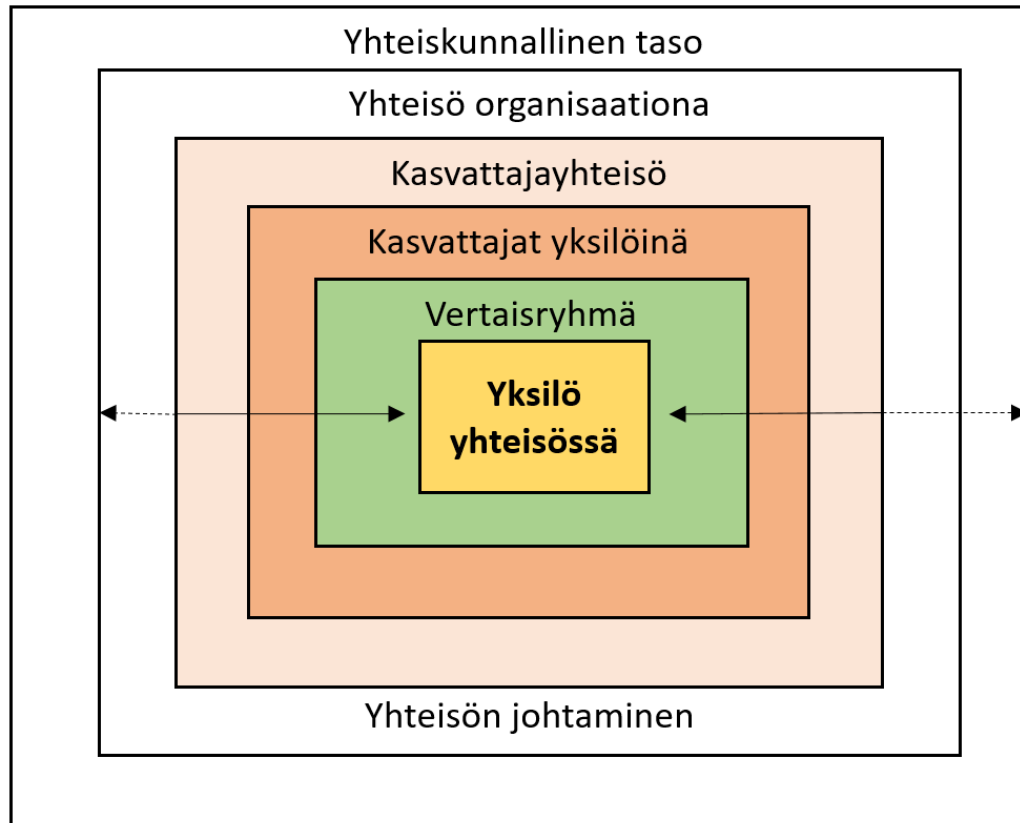 Yhteiskunnallinen taso
Yhteisö organisaationa
Kasvattajayhteisö
Kasvattajat yksilöinä
Vertaisryhmä
Yksilö
yhteisössä
Yhteisön johtaminen